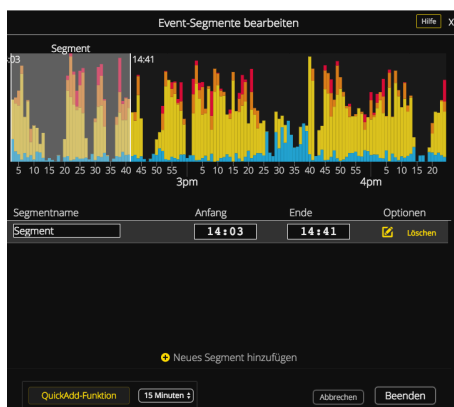 Event-Segmente bearbeiten Hilfe X
Segment
:03 14:41
5 10 15 20 25 30 35 40 45 50 55 5 10 15 20 25 30 35 40 45 50 55 5 10 15 20
3pm 4pm
Segmentname Anfang Ende Optionen
Segment 14:03 14:41 Löschen
Neues Segment hinzufügen
QuickAdd-Funktion 15 Minuten Abbrechen Beenden